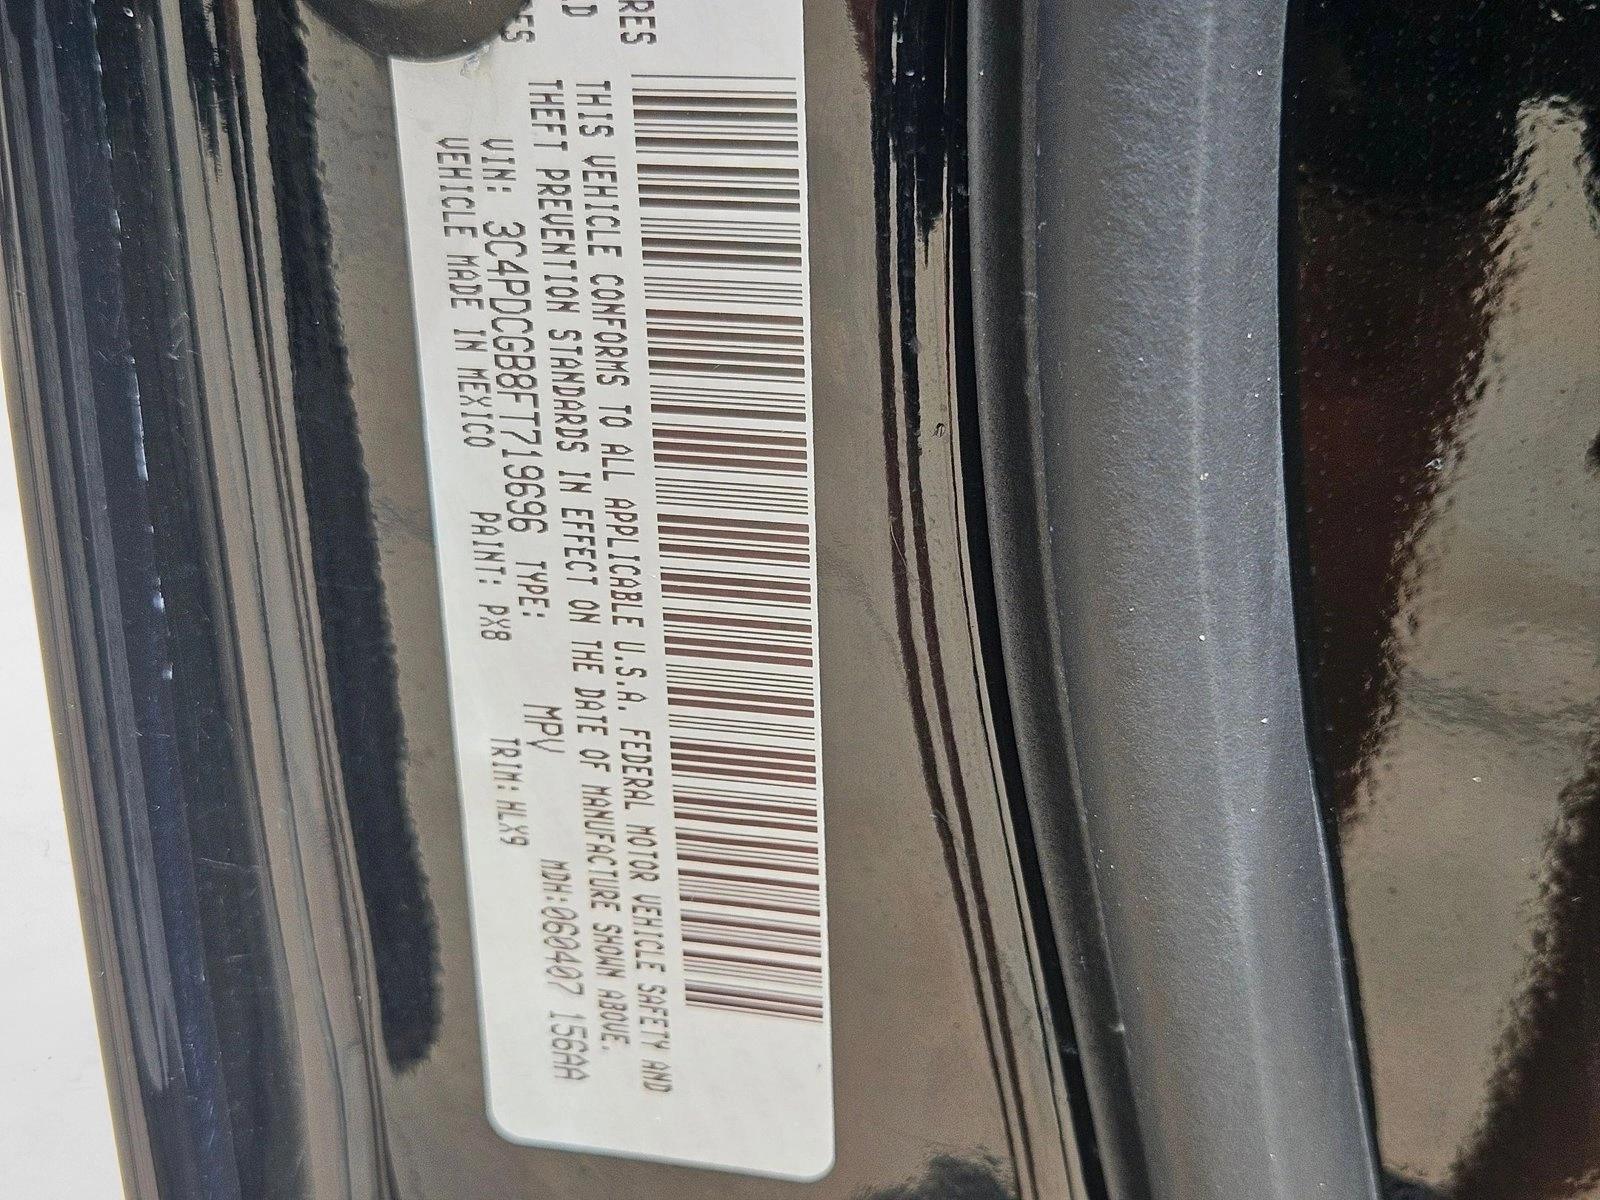 RES
THIS VEHICLE CONFORMS TO ALL APPLICABLE U.S.A. FEDERAL MOTOR VEHICLE SAFETY AND
THEFT PREVENTION STANDARDS IN EFFECT ON THE DATE OF MANUFACTURE SHOWN ABOVE.
VIN: 3C4PDCGB8FT719696 TYPE: MPV MDH:060407 156AA
VEHICLE MADE IN MEXICO PAINT: PX8 TRIM: HLX9